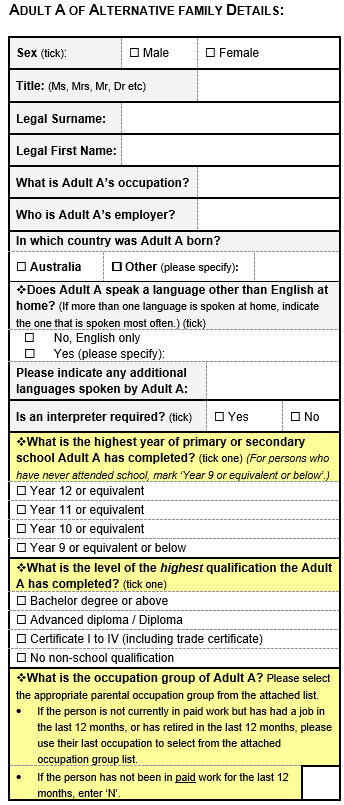 ADULT A OF ALTERNATIVE FAMILY DETAILS:
Sex (tick): ☐ Male ☐ Female
Title: (Ms, Mrs, Mr, Dr etc)
Legal Surname:
Legal First Name:
What is Adult A's occupation?
Who is Adult A's employer?
In which country was Adult A born?
☐ Australia ☐ Other (please specify):
❖Does Adult A speak a language other than English at
home? (If more than one language is spoken at home, indicate
the one that is spoken most often.) (tick)
☐ No, English only
☐ Yes (please specify):
Please indicate any additional
languages spoken by Adult A:
Is an interpreter required? (tick) ☐ Yes ☐ No
❖What is the highest year of primary or secondary
school Adult A has completed? (tick one) (For persons who
have never attended school, mark 'Year 9 or equivalent or below'.)
☐ Year 12 or equivalent
☐ Year 11 or equivalent
☐ Year 10 or equivalent
☐ Year 9 or equivalent or below
❖What is the level of the highest qualification the Adult
A has completed? (tick one)
☐ Bachelor degree or above
☐ Advanced diploma / Diploma
☐ Certificate I to IV (including trade certificate)
☐ No non-school qualification
❖What is the occupation group of Adult A? Please select
the appropriate parental occupation group from the attached list.
• If the person is not currently in paid work but has had a job in
the last 12 months, or has retired in the last 12 months, please
use their last occupation to select from the attached
occupation group list.
• If the person has not been in paid work for the last 12
months, enter 'N'.